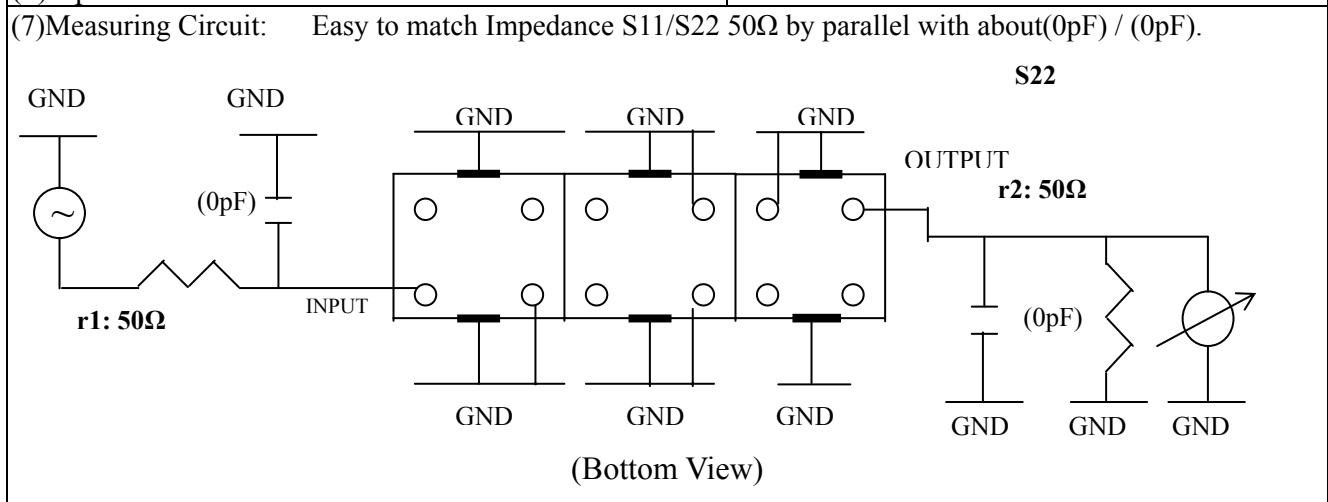 (7)Measuring Circuit: Easy to match Impedance S11/S22 50Ω by parallel with about(0pF) / (0pF).
S22
GND GND GND GND GND
OUTPUT
(0pF) r2: 50Ω
INPUT
r1: 50Ω (0pF)
GND GND GND GND GND GND
(Bottom View)